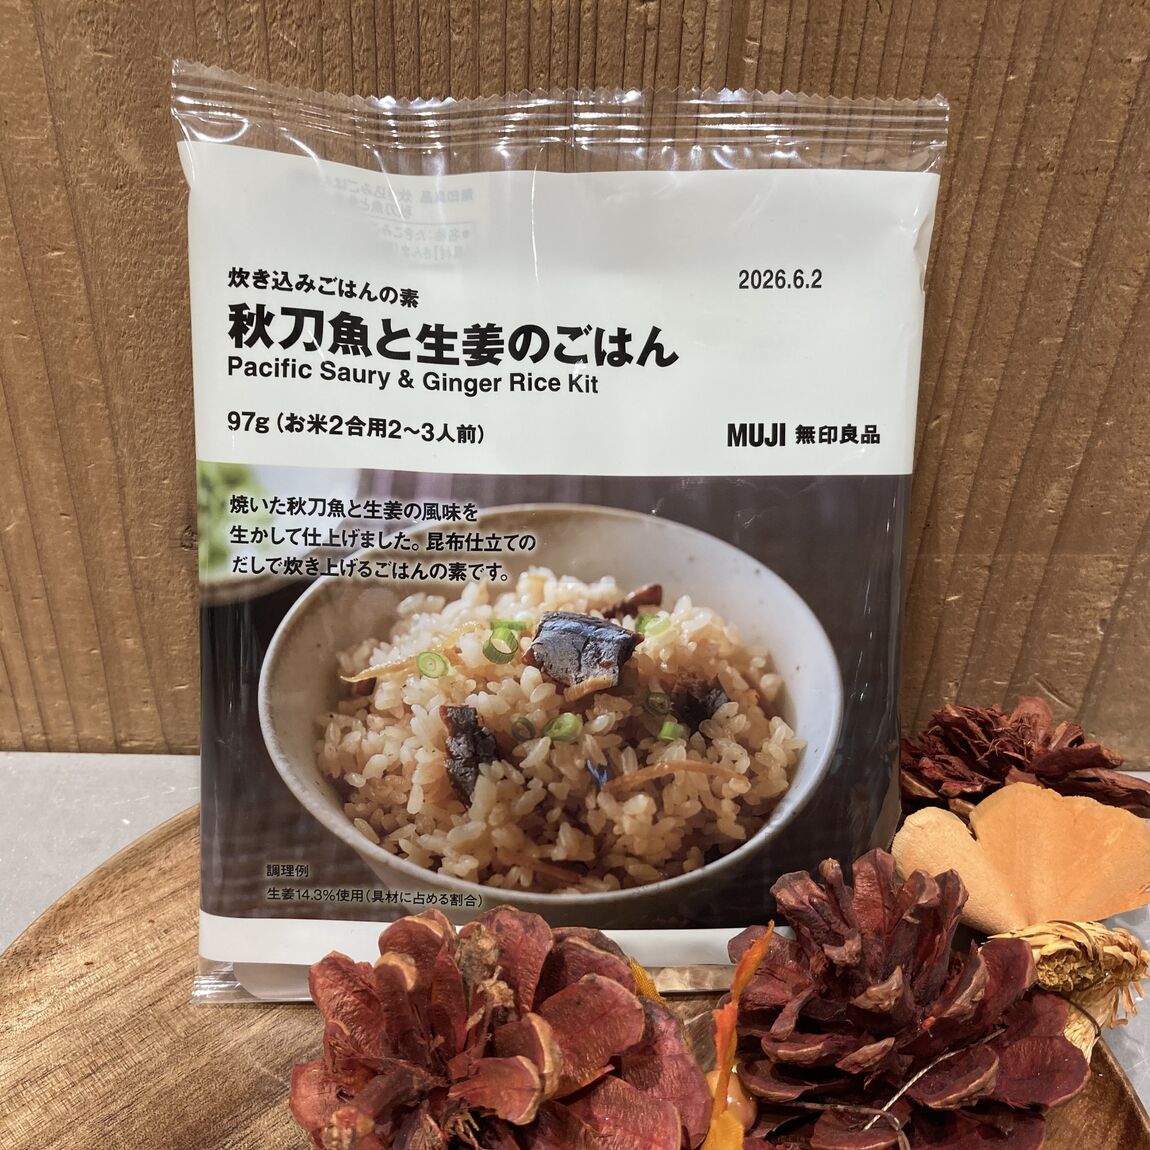 炊き込みごはんの素
2026.6.2
秋刀魚と生姜のごはん
Pacific Saury & Ginger Rice Kit
97g（お米2合用2〜3人前）
MUJI 無印良品
焼いた秋刀魚と生姜の風味を
生かして仕上げました。昆布仕立ての
だしで炊き上げるごはんの素です。
調理例
生姜14.3%使用（具材に占める割合）